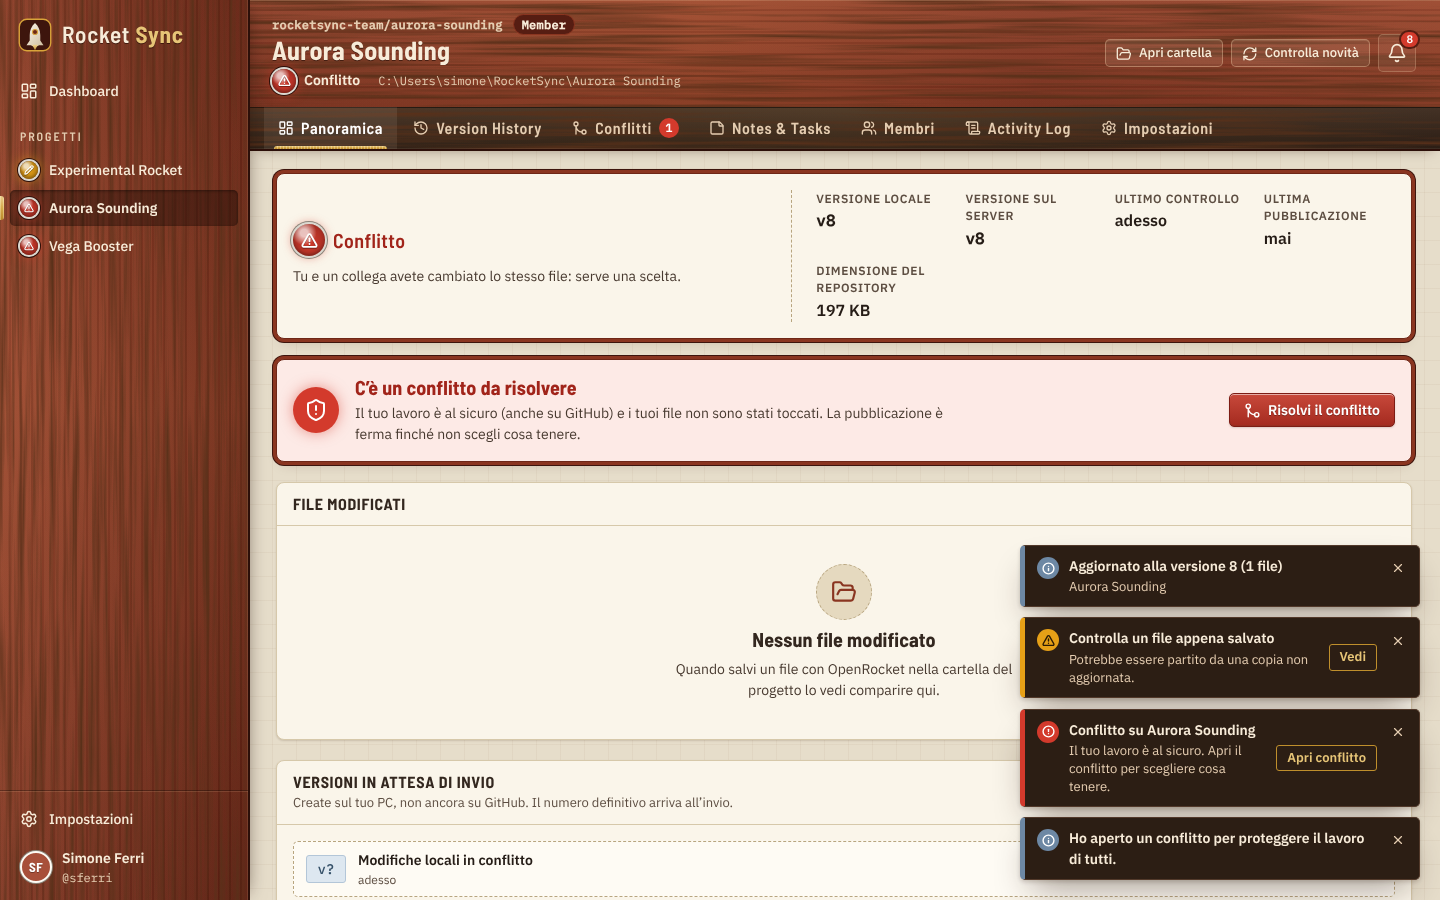 Rocket Sync
Dashboard
PROGETTI
Experimental Rocket
Aurora Sounding
Vega Booster
Impostazioni
SF
Simone Ferri
@sferri
rocketsync-team/aurora-sounding
Member
Aurora Sounding
Conflitto
C:\Users\simone\RocketSync\Aurora Sounding
Apri cartella
Controlla novità
8
Panoramica
Version History
Conflitti 1
Notes & Tasks
Membri
Activity Log
Impostazioni
Conflitto
Tu e un collega avete cambiato lo stesso file: serve una scelta.
VERSIONE LOCALE
v8
VERSIONE SUL
SERVER
v8
ULTIMO CONTROLLO
adesso
ULTIMA
PUBBLICAZIONE
mai
DIMENSIONE DEL
REPOSITORY
197 KB
C'è un conflitto da risolvere
Il tuo lavoro è al sicuro (anche su GitHub) e i tuoi file non sono stati toccati. La pubblicazione è
ferma finché non scegli cosa tenere.
Risolvi il conflitto
FILE MODIFICATI
Nessun file modificato
Quando salvi un file con OpenRocket nella cartella del
progetto lo vedi comparire qui.
VERSIONI IN ATTESA DI INVIO
Create sul tuo PC, non ancora su GitHub. Il numero definitivo arriva all'invio.
v?
Modifiche locali in conflitto
adesso
Aggiornato alla versione 8 (1 file)
Aurora Sounding
Controlla un file appena salvato
Potrebbe essere partito da una copia non
aggiornata.
Vedi
Conflitto su Aurora Sounding
Il tuo lavoro è al sicuro. Apri il
conflitto per scegliere cosa
tenere.
Apri conflitto
Ho aperto un conflitto per proteggere il lavoro
di tutti.